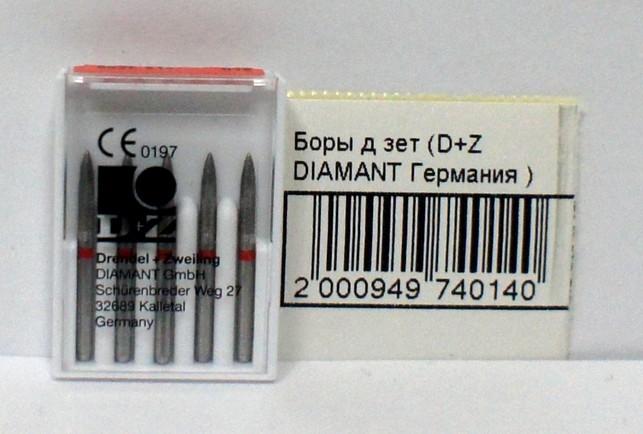 CE 0197
D+Z
Drendel + Zweiling
DIAMANT GmbH
Schürenbreder Weg 27
32689 Kalletal
Germany
Боры д зет (D+Z
DIAMANT Германия )
2 000949 740140